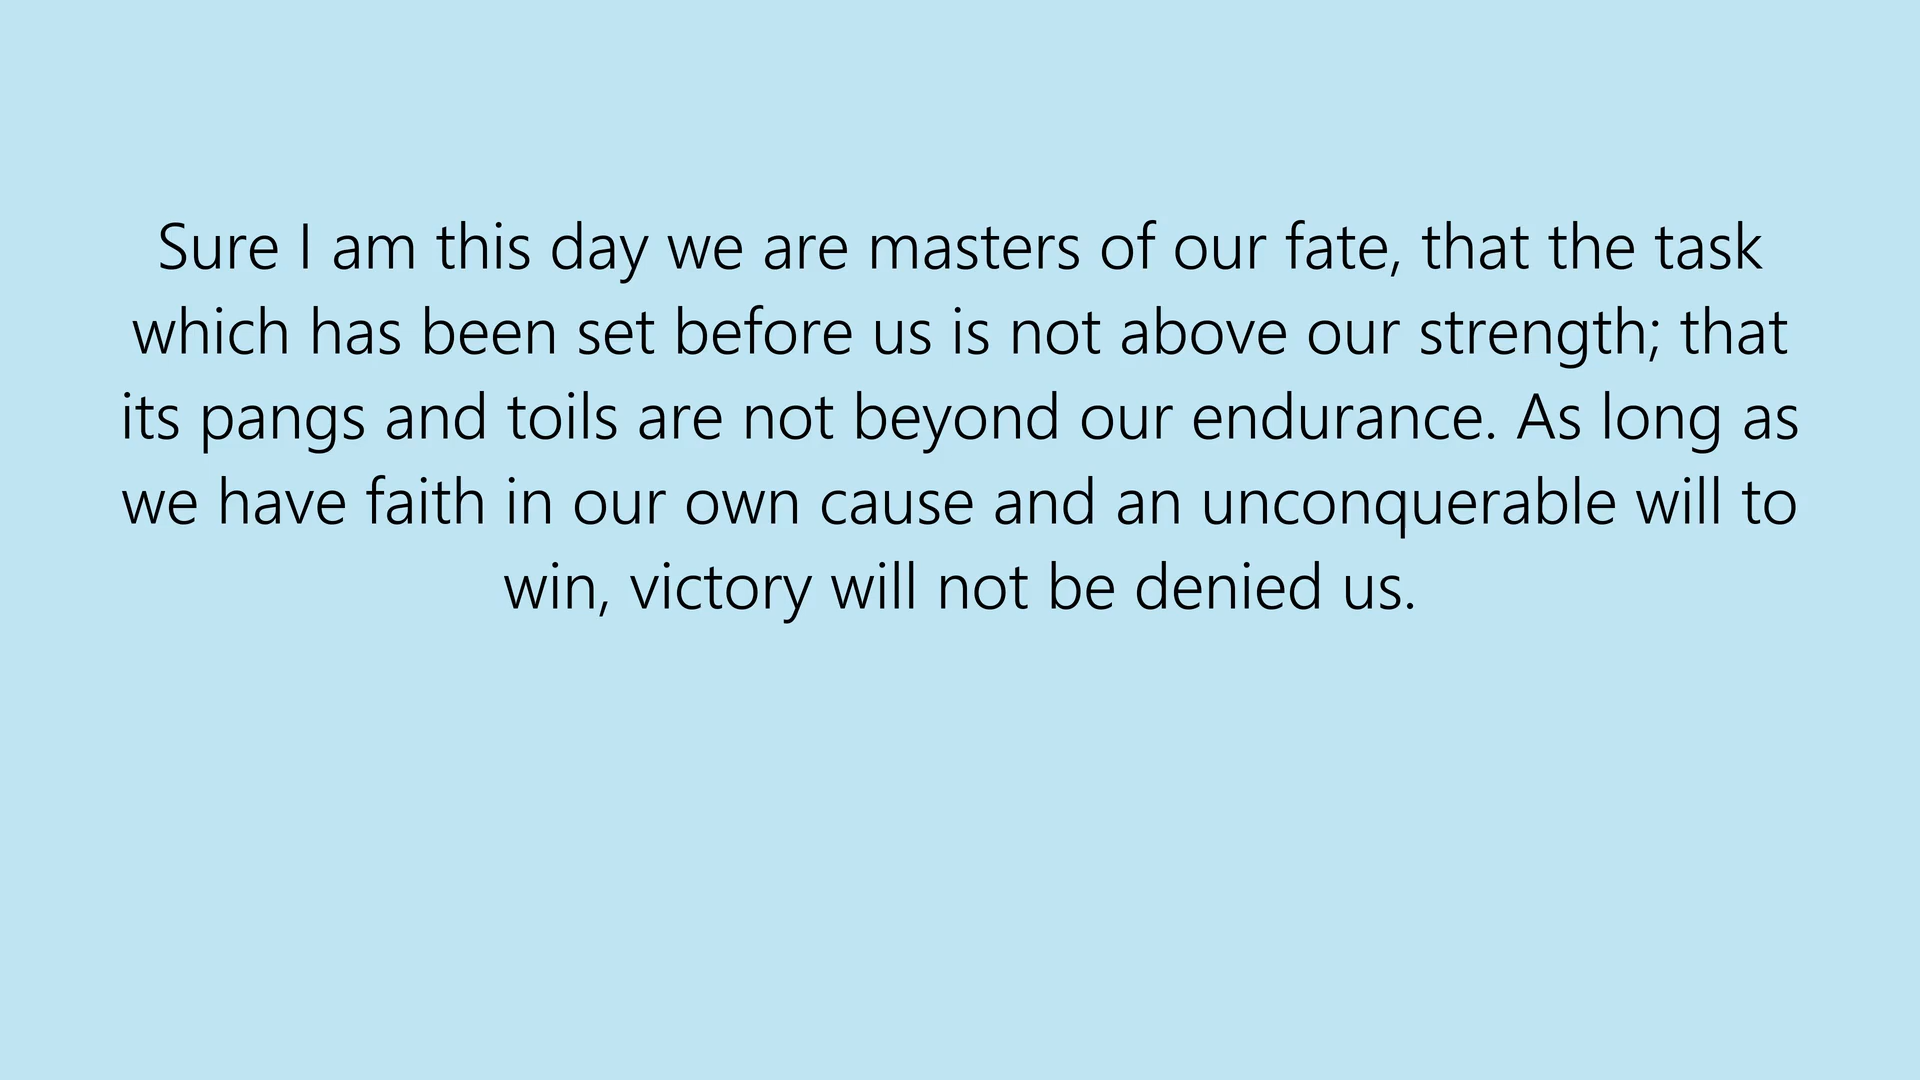 Sure I am this day we are masters of our fate, that the task
which has been set before us is not above our strength; that
its pangs and toils are not beyond our endurance. As long as
we have faith in our own cause and an unconquerable will to
win, victory will not be denied us.